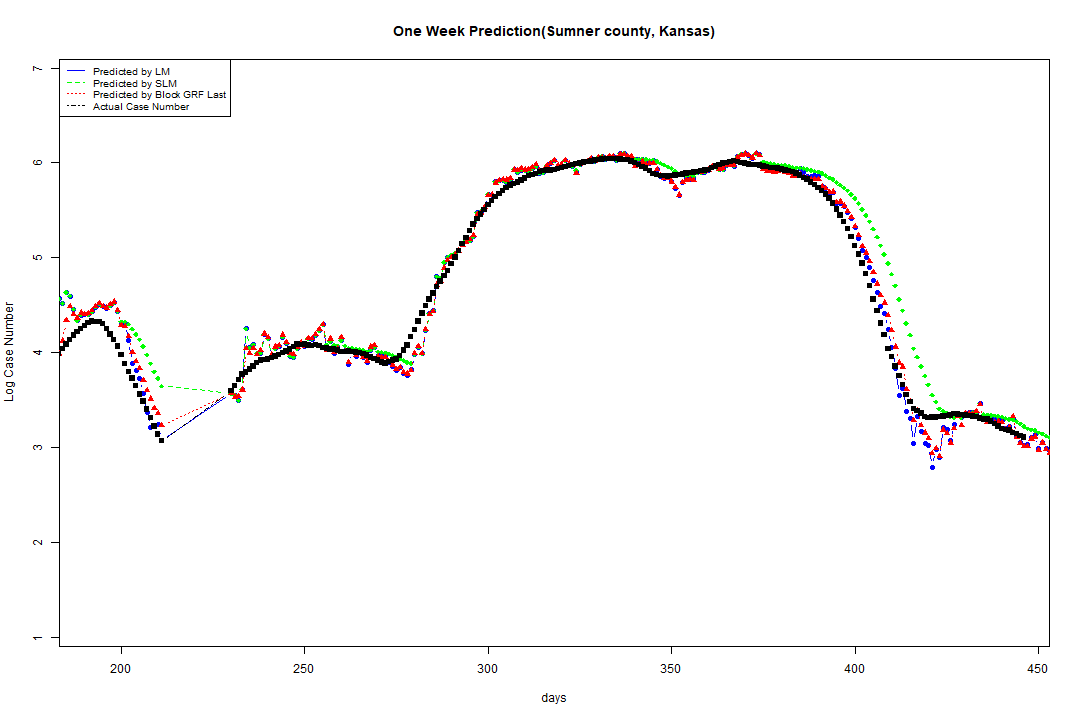 One Week Prediction(Sumner county, Kansas)
Predicted by LM
Predicted by SLM
Predicted by Block GRF Last
Actual Case Number
7
6
5
4
3
2
1
Log Case Number
200 250 300 350 400 450
days